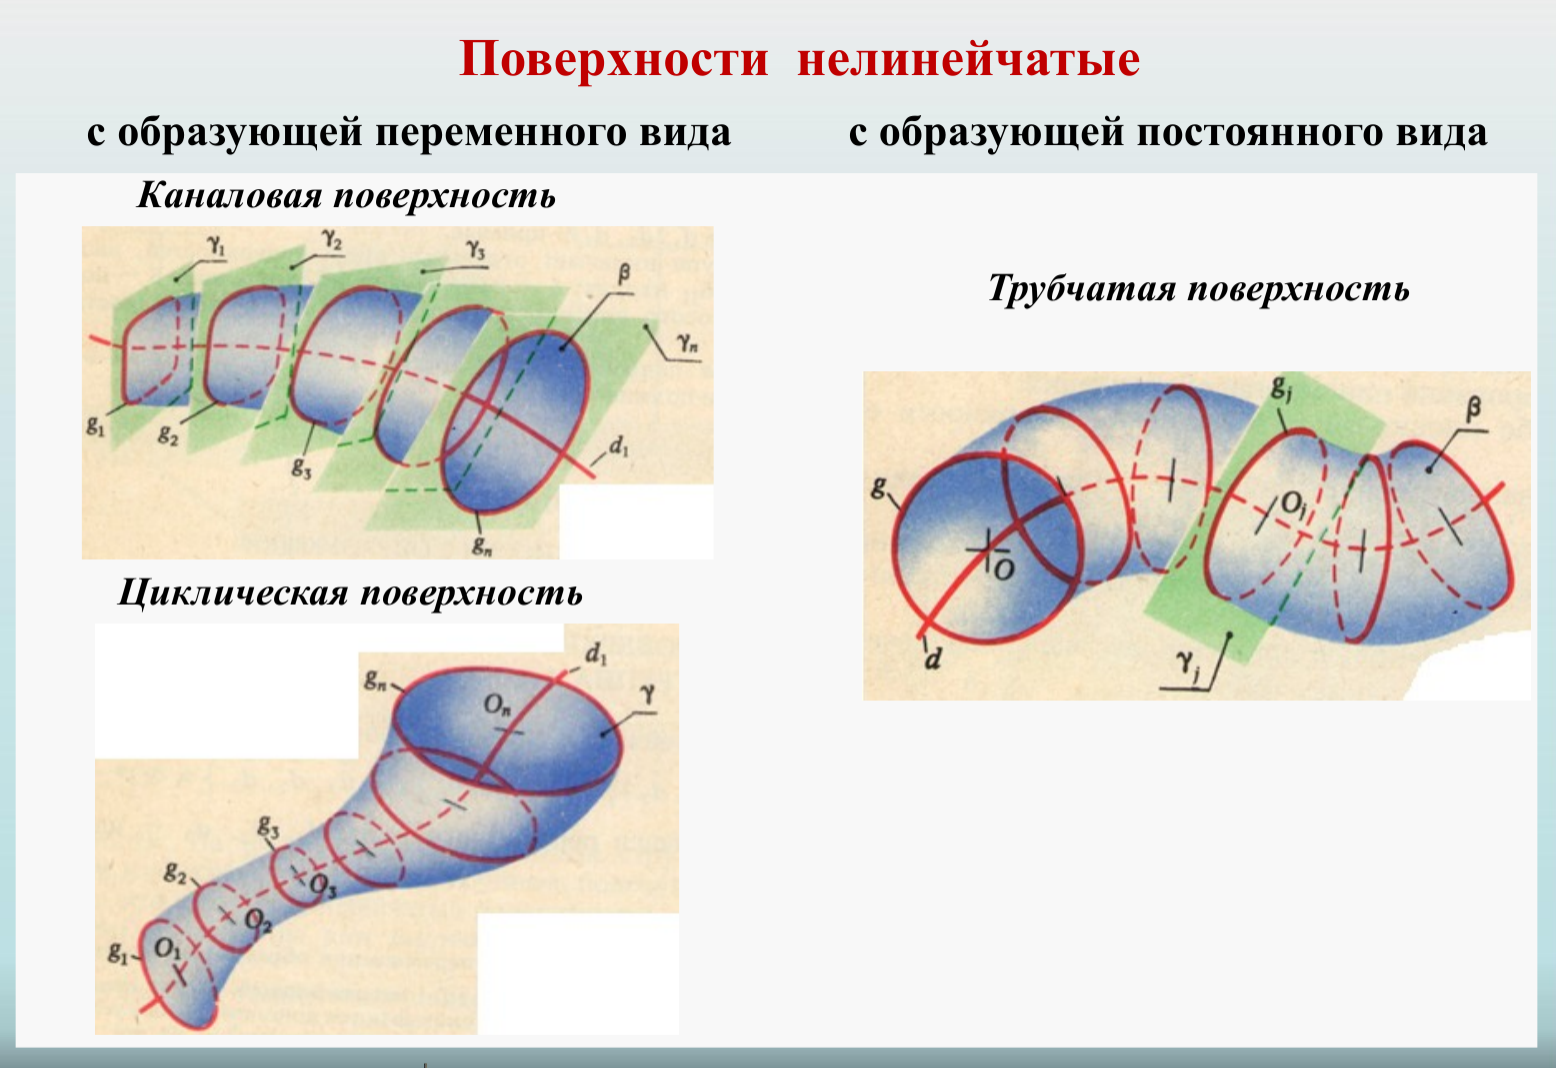 Поверхности нелинейчатые
с образующей переменного вида
с образующей постоянного вида
Каналовая поверхность
γ₁
γ₂
γ₃
β
γₙ
g₁
g₂
g₃
d₁
gₙ
Циклическая поверхность
d₁
gₙ
Oₙ
γ
g₃
g₂
O₃
O₂
g₁
O₁
Трубчатая поверхность
gⱼ
β
g
Oⱼ
O
d
γⱼ